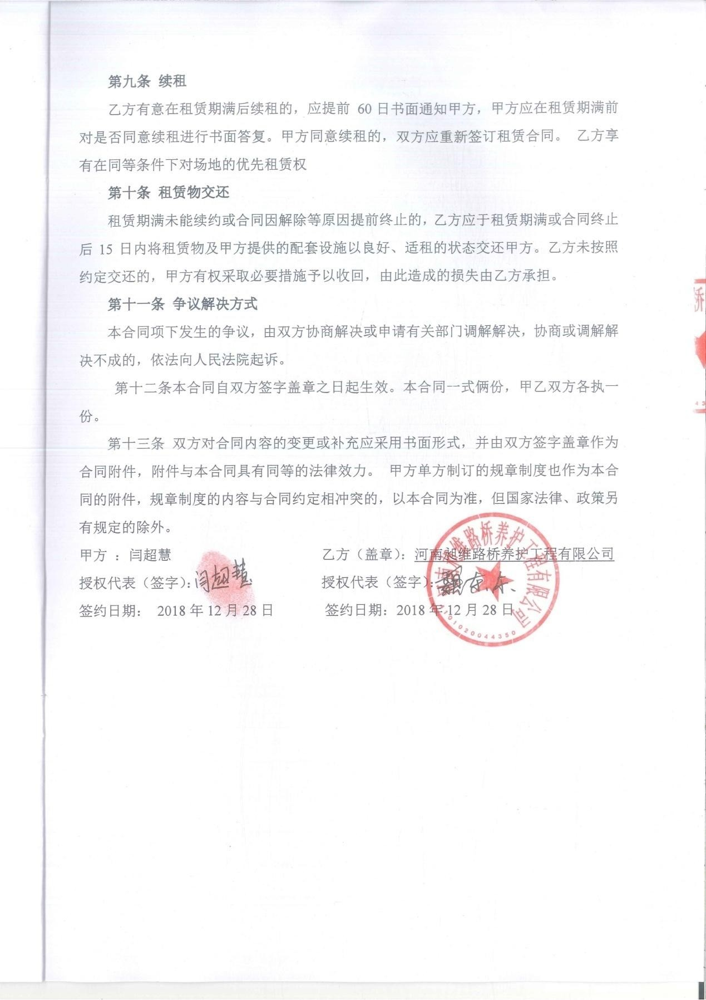 第九条 续租
乙方有意在租赁期满后续租的，应提前 60 日书面通知甲方，甲方应在租赁期满前
对是否同意续租进行书面答复。甲方同意续租的，双方应重新签订租赁合同。 乙方享
有在同等条件下对场地的优先租赁权
第十条 租赁物交还
租赁期满未能续约或合同因解除等原因提前终止的，乙方应于租赁期满或合同终止
后 15 日内将租赁物及甲方提供的配套设施以良好、适租的状态交还甲方。乙方未按照
约定交还的，甲方有权采取必要措施予以收回，由此造成的损失由乙方承担。
第十一条 争议解决方式
本合同项下发生的争议，由双方协商解决或申请有关部门调解解决，协商或调解解
决不成的，依法向人民法院起诉。
第十二条本合同自双方签字盖章之日起生效。本合同一式俩份，甲乙双方各执一
份。
第十三条 双方对合同内容的变更或补充应采用书面形式，并由双方签字盖章作为
合同附件，附件与本合同具有同等的法律效力。 甲方单方制订的规章制度也作为本合
同的附件，规章制度的内容与合同约定相冲突的，以本合同为准，但国家法律、政策另
有规定的除外。
甲方 ：闫超慧 乙方（盖章）：河南昶维路桥养护工程有限公司
授权代表（签字）：闫超慧 授权代表（签字）：
签约日期： 2018 年 12 月 28 日 签约日期：2018 年 12 月 28 日
河南昶维路桥养护工程有限公司
4101020044350
桥
43